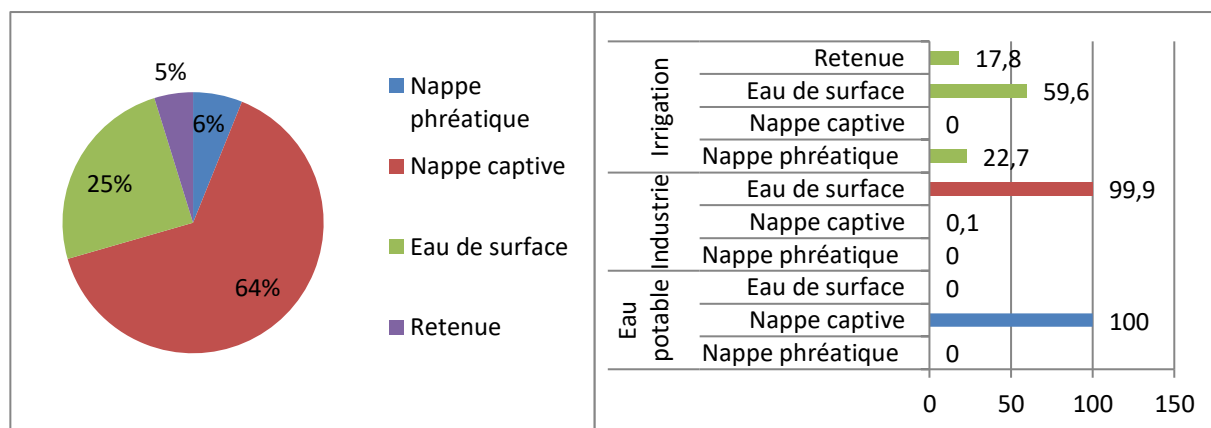 5%
6%
25%
64%
Nappe
phréatique
Nappe captive
Eau de surface
Retenue
Irrigation
Retenue
17,8
Eau de surface
59,6
Nappe captive
0
Nappe phréatique
22,7
Industrie
Eau de surface
99,9
Nappe captive
0,1
Nappe phréatique
0
Eau
potable
Eau de surface
0
Nappe captive
100
Nappe phréatique
0
0 50 100 150